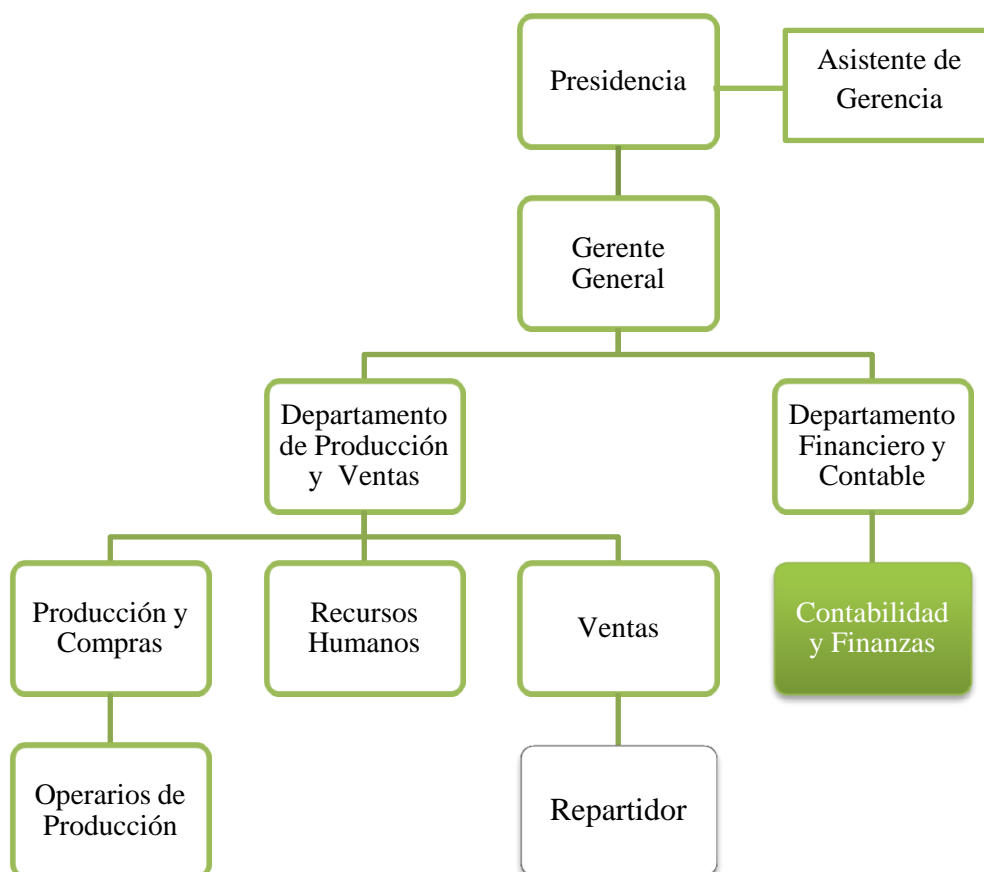 Presidencia
Asistente de
Gerencia
Gerente
General
Departamento
de Producción
y Ventas
Departamento
Financiero y
Contable
Producción y
Compras
Recursos
Humanos
Ventas
Contabilidad
y Finanzas
Operarios de
Producción
Repartidor